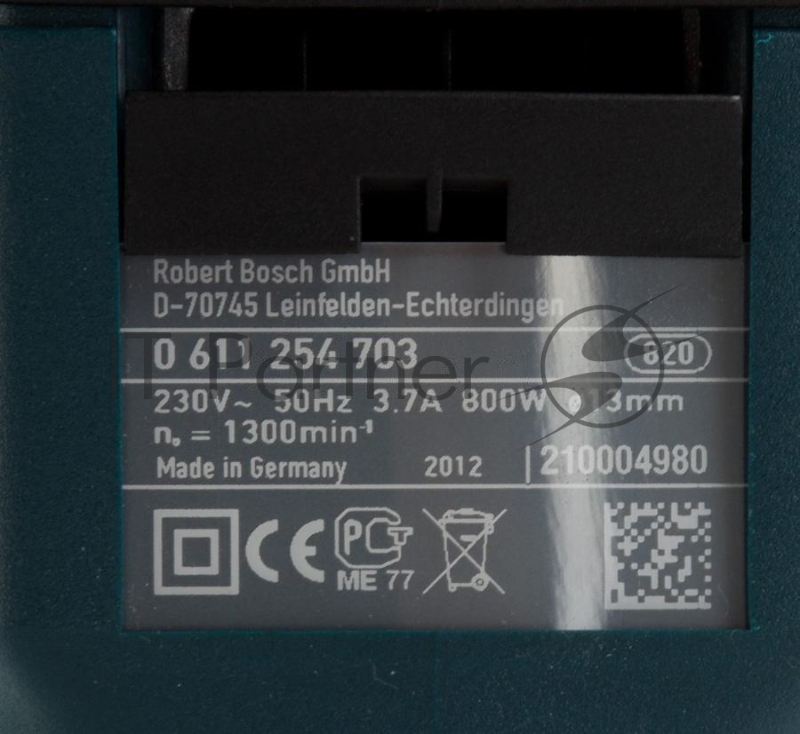 Robert Bosch GmbH
D-70745 Leinfelden-Echterdingen
0 611 254 703 820
230V~ 50Hz 3.7A 800W ø13mm
n₀ = 1300min⁻¹
Made in Germany 2012 210004980
CE PCT
ME 77
T Partner